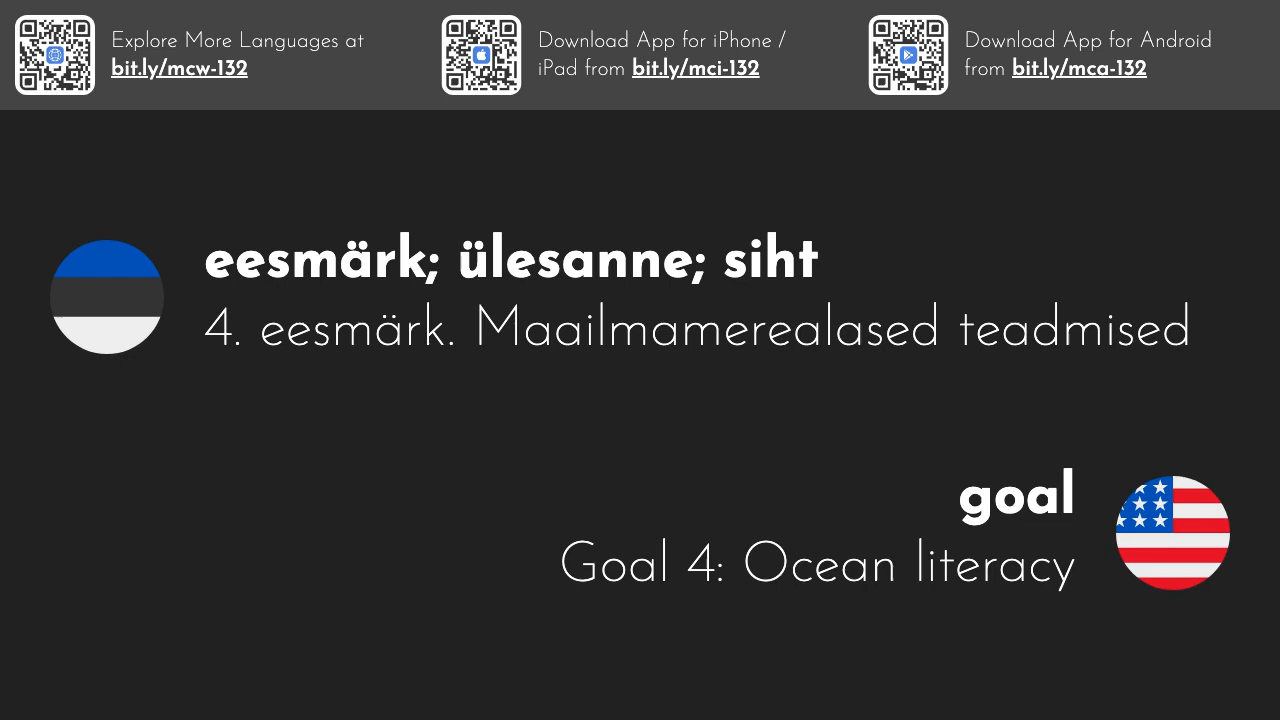 Explore More Languages at
bit.ly/mcw-132
Download App for iPhone /
iPad from bit.ly/mci-132
Download App for Android
from bit.ly/mca-132
eesmärk; ülesanne; siht
4. eesmärk. Maailmamerealased teadmised
goal
Goal 4: Ocean literacy